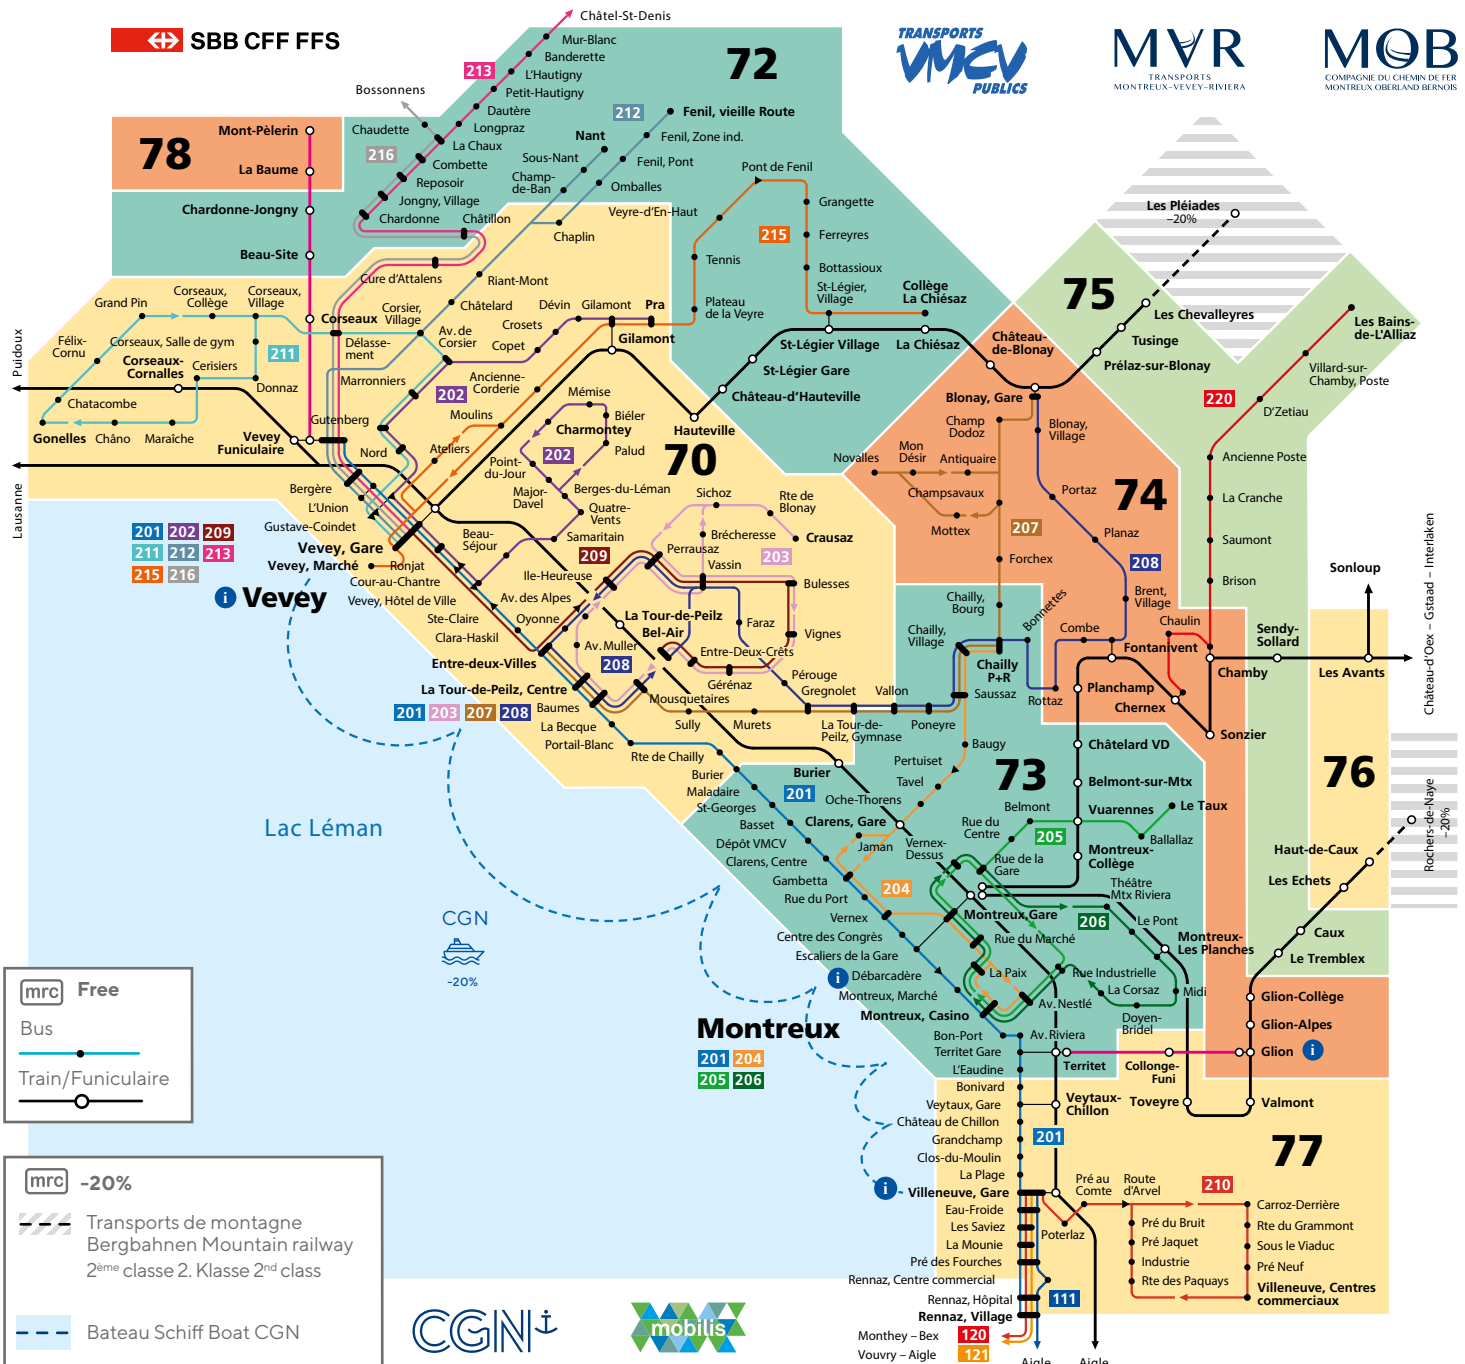 SBB CFF FFS
TRANSPORTS
VMCV
PUBLICS
MVR
TRANSPORTS
MONTREUX-VEVEY-RIVIERA
MOB
COMPAGNIE DU CHEMIN DE FER
MONTREUX OBERLAND BERNOIS
Châtel-St-Denis
Mur-Blanc
Banderette
L'Hautigny
Petit-Hautigny
Dautère
Longpraz
La Chaux
Combette
Reposoir
Jongny, Village
Chardonne
Châtillon
213
72
Bossonnens
Chaudette
216
212
Fenil, vieille Route
Fenil, Zone ind.
Fenil, Pont
Omballes
Nant
Sous-Nant
Champ-
de-Ban
Chaplin
Veyre-d'En-Haut
Pont de Fenil
Grangette
Ferreyres
215
Bottassioux
Tennis
Plateau
de la Veyre
St-Légier,
Village
Collège
La Chiésaz
78
Mont-Pèlerin
La Baume
Chardonne-Jongny
Beau-Site
Cure d'Attalens
Riant-Mont
Châtelard
Corsier,
Village
Av. de
Corsier
Les Pléiades
–20%
75
Les Chevalleyres
Tusinge
Prélaz-sur-Blonay
Château-
de-Blonay
Les Bains-
de-L'Alliaz
Villard-sur-
Chamby, Poste
D'Zetiau
220
Ancienne Poste
La Cranche
Saumont
Brison
Chaulin
Puidoux
Lausanne
Grand Pin
Corseaux,
Collège
Corseaux,
Village
Félix-
Cornu
Corseaux, Salle de gym
Corseaux-
Cornalles
Cerisiers
211
Donnaz
Chatacombe
Gonelles
Châno
Maraîche
Corseaux
Délasse-
ment
Marronniers
Gutenberg
Vevey
Funiculaire
Nord
Bergère
L'Union
Gustave-Coindet
Vevey, Gare
Vevey, Marché
Ronjat
Cour-au-Chantre
Vevey, Hôtel de Ville
Ste-Claire
Clara-Haskil
Entre-deux-Villes
Dévin
Gilamont
Pra
Crosets
Copet
Gilamont
202
Ancienne-
Corderie
Moulins
Ateliers
Mémise
Biéler
Charmontey
Palud
202
Point-
du-Jour
Major-
Davel
Berges-du-Léman
Quatre-
Vents
Samaritain
Beau-
Séjour
Hauteville
70
Château-d'Hauteville
St-Légier Gare
St-Légier Village
La Chiésaz
Blonay, Gare
Champ
Dodoz
Blonay,
Village
Novalles
Mon
Désir
Antiquaire
Champsavaux
Mottex
207
Forchex
Portaz
74
Planaz
208
Brent,
Village
Chailly,
Bourg
Bonnettes
Combe
Fontanivent
Chailly,
Village
Chailly
P+R
Saussaz
Rottaz
Planchamp
Chernex
Chamby
Sendy-
Sollard
Les Avants
Sonloup
Sonzier
Château-d'Oex – Gstaad – Interlaken
201 202 209
211 212 213
215 216
Vevey
Sichoz
Rte de
Blonay
Brécheresse
Crausaz
203
Perrausaz
Vassin
209
Ile-Heureuse
Av. des Alpes
Oyonne
La Tour-de-Peilz
Bel-Air
Bulesses
Faraz
Vignes
Entre-Deux-Crêts
Gérénaz
Av. Muller
208
La Tour-de-Peilz, Centre
201 203 207 208
Baumes
La Becque
Portail-Blanc
Rte de Chailly
Mousquetaires
Sully
Murets
Pérouge
Gregnolet
Vallon
La Tour-de-
Peilz, Gymnase
Poneyre
Baugy
Pertuiset
Tavel
Oche-Thorens
Clarens, Gare
Jaman
Burier
Burier
Maladaire
St-Georges
201
Basset
Dépôt VMCV
Clarens, Centre
Gambetta
Rue du Port
Vernex
Centre des Congrès
Escaliers de la Gare
Débarcadère
Montreux, Marché
Montreux, Casino
Bon-Port
Territet Gare
L'Eaudine
Bonivard
Veytaux, Gare
Château de Chillon
Grandchamp
Clos-du-Moulin
La Plage
Villeneuve, Gare
Eau-Froide
Les Saviez
La Mounie
Pré des Fourches
Rennaz, Centre commercial
Rennaz, Hôpital
Rennaz, Village
Monthey – Bex
120
Vouvry – Aigle
121
Aigle
Aigle
111
201
73
Châtelard VD
Belmont-sur-Mtx
Vuarennes
Le Taux
Ballallaz
Belmont
Rue du
Centre
205
Rue de la
Gare
Vernex-
Dessus
Montreux-
Collège
204
Montreux, Gare
Théâtre
Mtx Riviera
206
Le Pont
Montreux-
Les Planches
Rue du Marché
La Paix
Rue Industrielle
La Corsaz
Midi
Av. Nestlé
Doyen-
Bridel
Av. Riviera
Territet
Collonge-
Funi
Glion
Glion-Alpes
Glion-Collège
Toveyre
Valmont
Veytaux-
Chillon
76
Rochers-de-Naye
–20%
Haut-de-Caux
Les Echets
Caux
Le Tremblex
77
Pré au
Comte
Route
d'Arvel
210
Carroz-Derrière
Rte du Grammont
Sous le Viaduc
Pré Neuf
Villeneuve, Centres
commerciaux
Pré du Bruit
Pré Jaquet
Industrie
Rte des Paquays
Poterlaz
Lac Léman
CGN
-20%
Montreux
201 204
205 206
i
i
i
i
mrc Free
Bus
Train/Funiculaire
mrc -20%
Transports de montagne
Bergbahnen Mountain railway
2ème classe 2. Klasse 2nd class
Bateau Schiff Boat CGN
CGN
mobilis